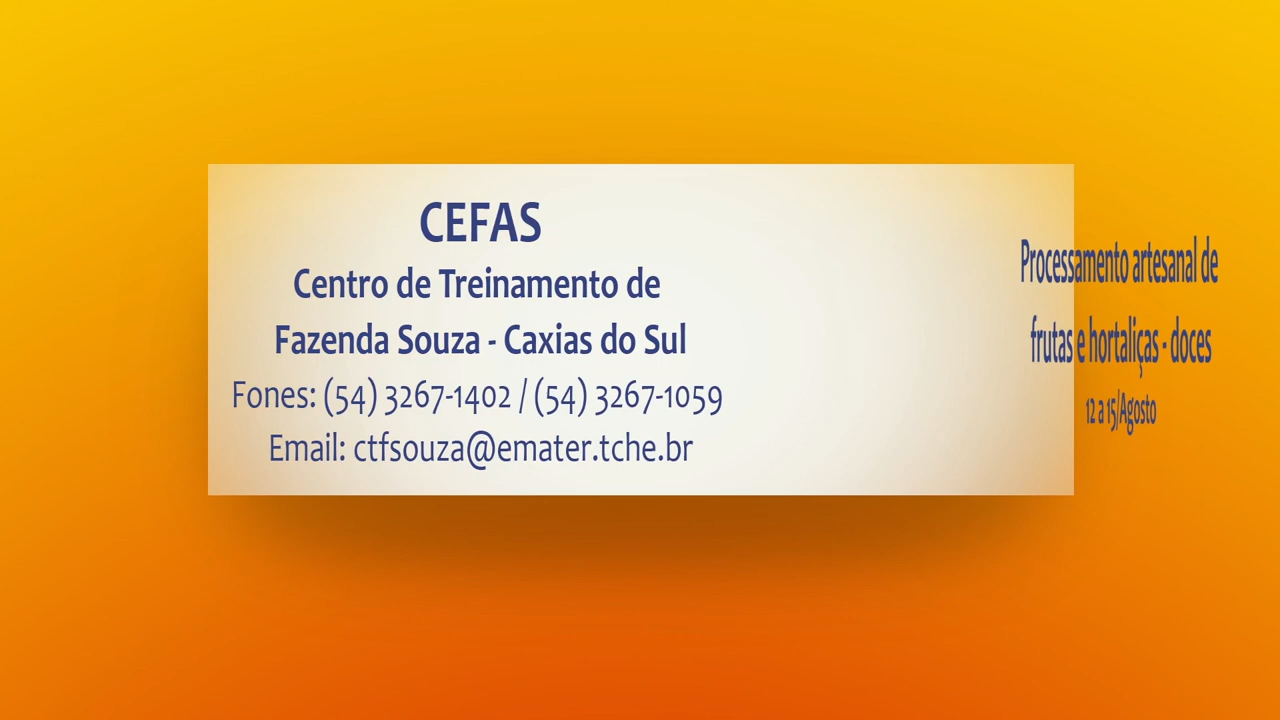 CEFAS
Centro de Treinamento de
Fazenda Souza - Caxias do Sul
Fones: (54) 3267-1402 / (54) 3267-1059
Email: ctfsouza@emater.tche.br
Processamento artesanal de
frutas e hortaliças - doces
12 a 15/Agosto